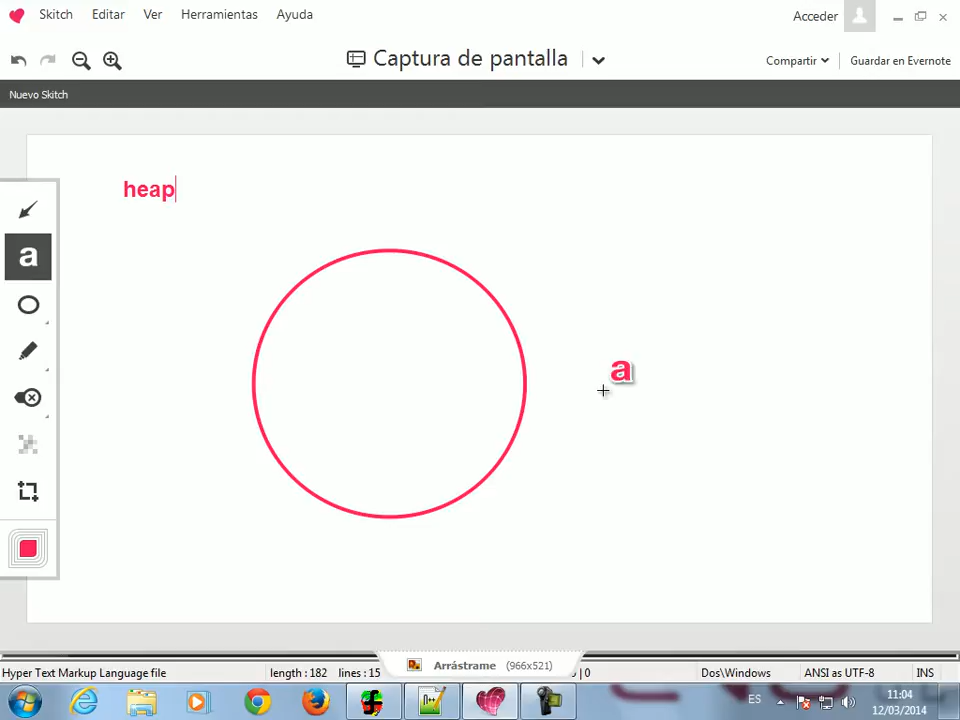 Skitch Editar Ver Herramientas Ayuda Acceder
Captura de pantalla Compartir Guardar en Evernote
Nuevo Skitch
heap
a
a
Arrástrame (966x521)
Hyper Text Markup Language file length : 182 lines : 15 | 0 Dos\Windows ANSI as UTF-8 INS
ES 11:04
12/03/2014